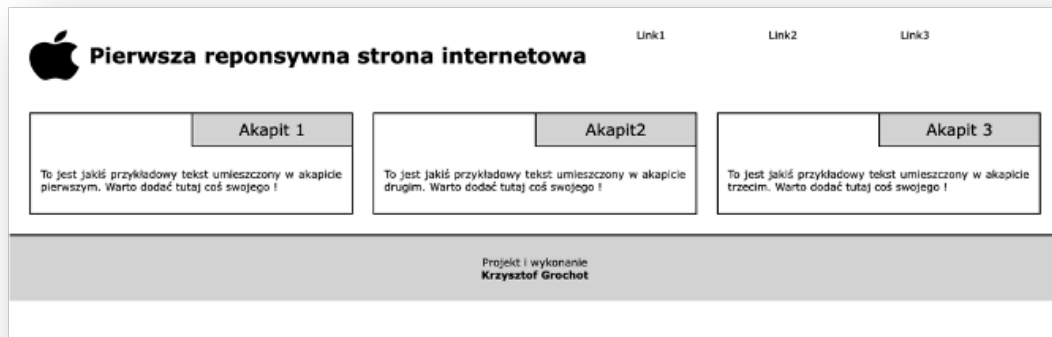 Pierwsza reponsywna strona internetowa
Link1
Link2
Link3
Akapit 1
To jest jakiś przykładowy tekst umieszczony w akapicie
pierwszym. Warto dodać tutaj coś swojego !
Akapit2
To jest jakiś przykładowy tekst umieszczony w akapicie
drugim. Warto dodać tutaj coś swojego !
Akapit 3
To jest jakiś przykładowy tekst umieszczony w akapicie
trzecim. Warto dodać tutaj coś swojego !
Projekt i wykonanie
Krzysztof Grochot